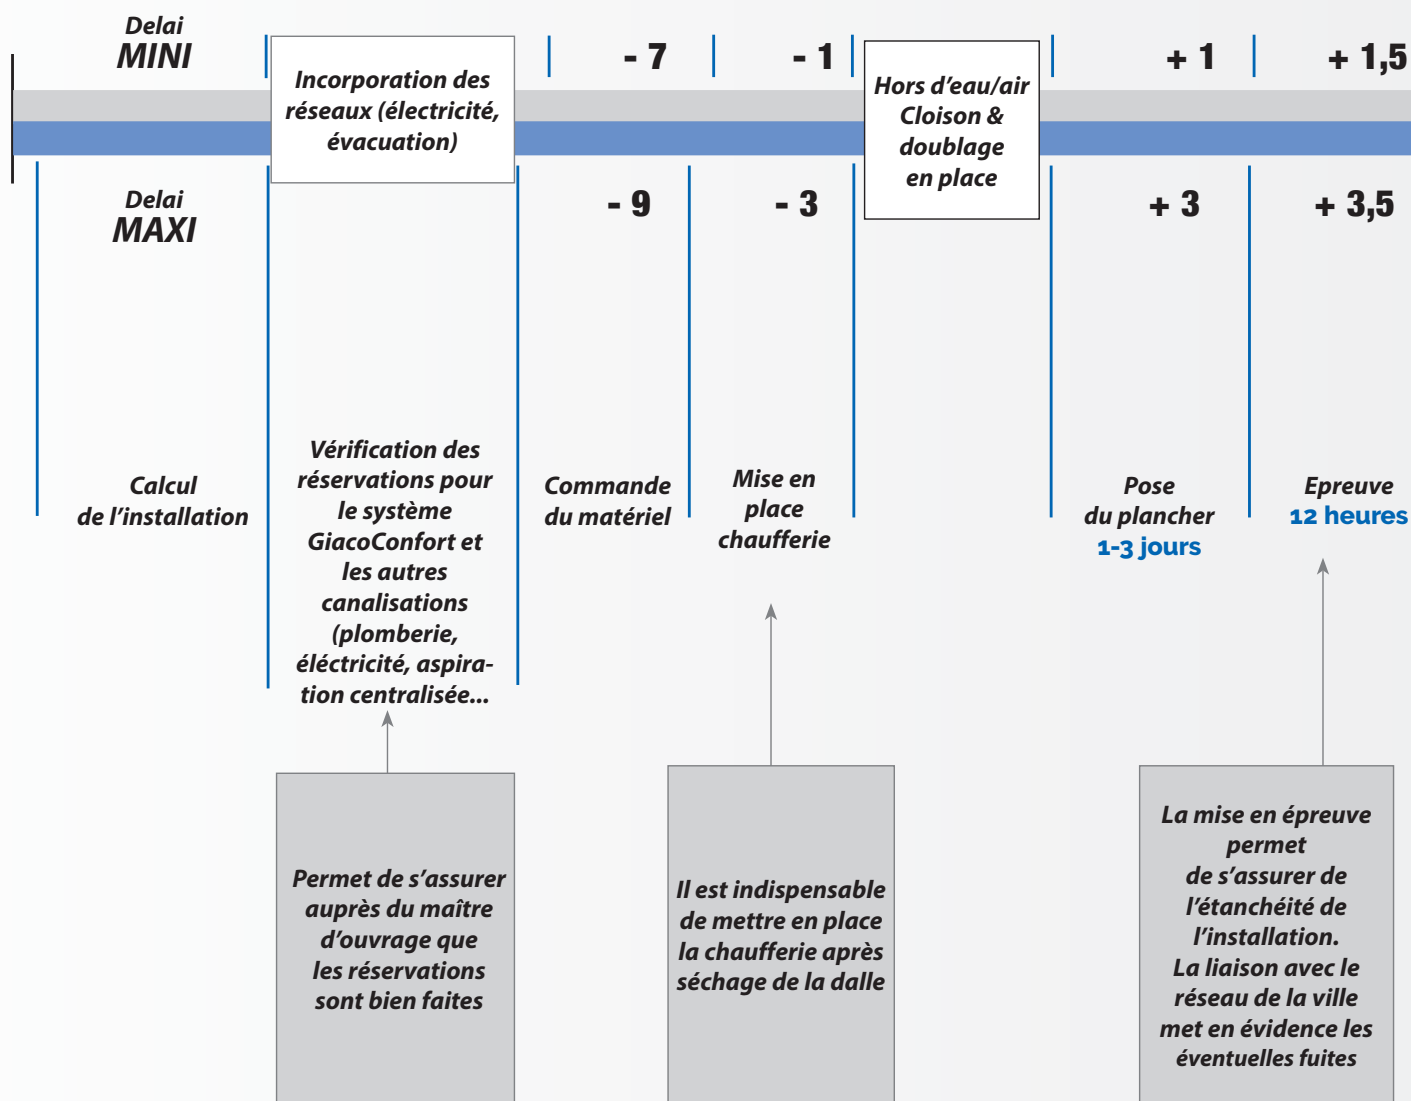 Delai
MINI
Incorporation des
réseaux (électricité,
évacuation)
- 7
- 1
Hors d’eau/air
Cloison &
doublage
en place
+ 1
+ 1,5
Delai
MAXI
- 9
- 3
+ 3
+ 3,5
Calcul
de l’installation
Vérification des
réservations pour
le système
GiacoConfort et
les autres
canalisations
(plomberie,
éléctricité, aspira-
tion centralisée...
Commande
du matériel
Mise en
place
chaufferie
Pose
du plancher
1-3 jours
Epreuve
12 heures
Permet de s’assurer
auprès du maître
d’ouvrage que
les réservations
sont bien faites
Il est indispensable
de mettre en place
la chaufferie après
séchage de la dalle
La mise en épreuve
permet
de s’assurer de
l’étanchéité de
l’installation.
La liaison avec le
réseau de la ville
met en évidence les
éventuelles fuites